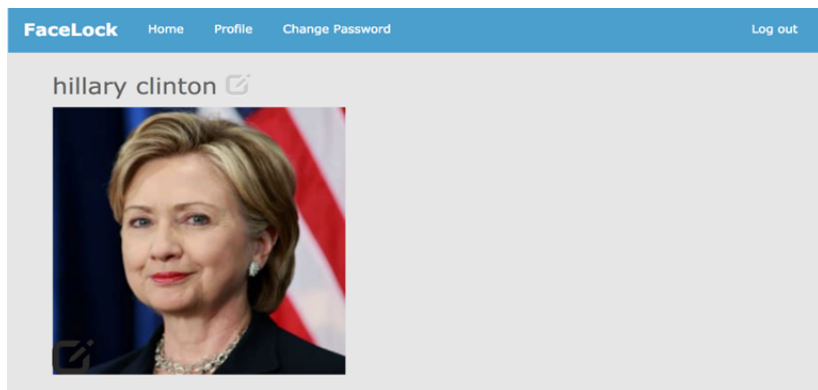 FaceLock Home Profile Change Password Log out
hillary clinton